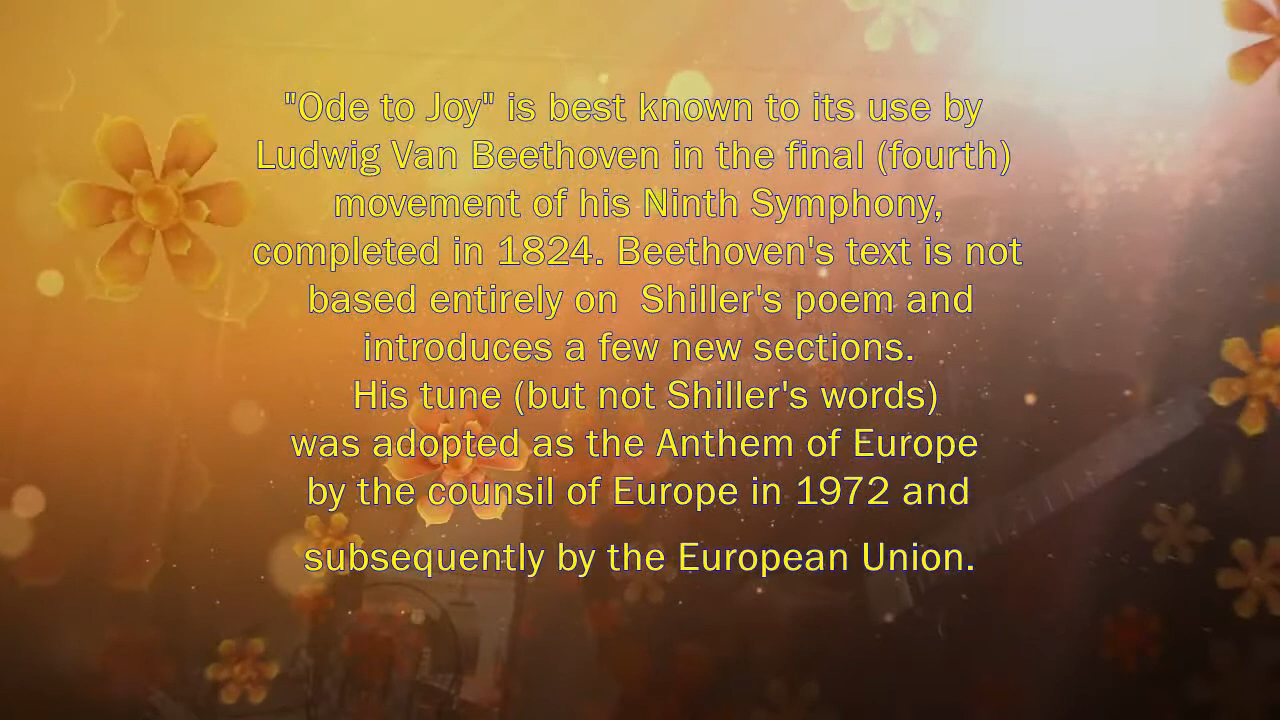 "Ode to Joy" is best known to its use by
Ludwig Van Beethoven in the final (fourth)
movement of his Ninth Symphony,
completed in 1824. Beethoven's text is not
based entirely on  Shiller's poem and
introduces a few new sections.
His tune (but not Shiller's words)
was adopted as the Anthem of Europe
by the counsil of Europe in 1972 and
subsequently by the European Union.